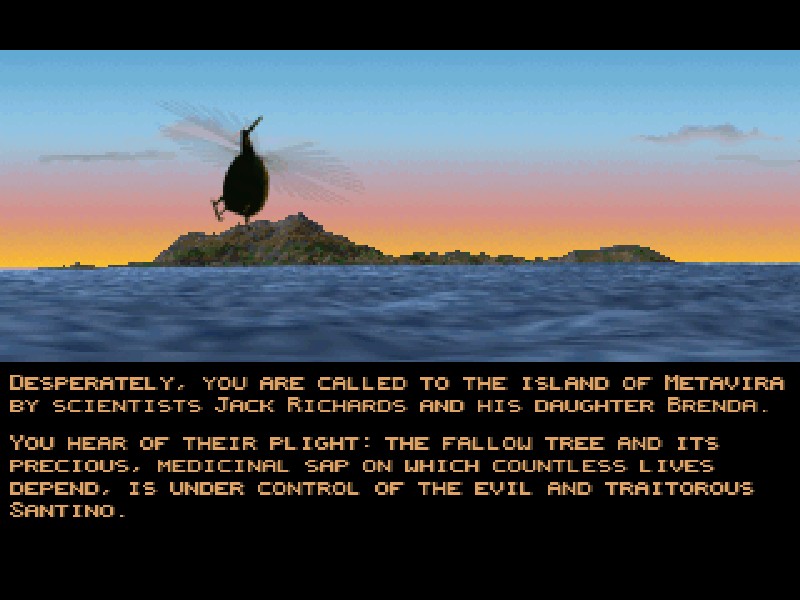 Desperately, you are called to the island of Metavira
by scientists Jack Richards and his daughter Brenda.
You hear of their plight: the fallow tree and its
precious, medicinal sap on which countless lives
depend, is under control of the evil and traitorous
Santino.